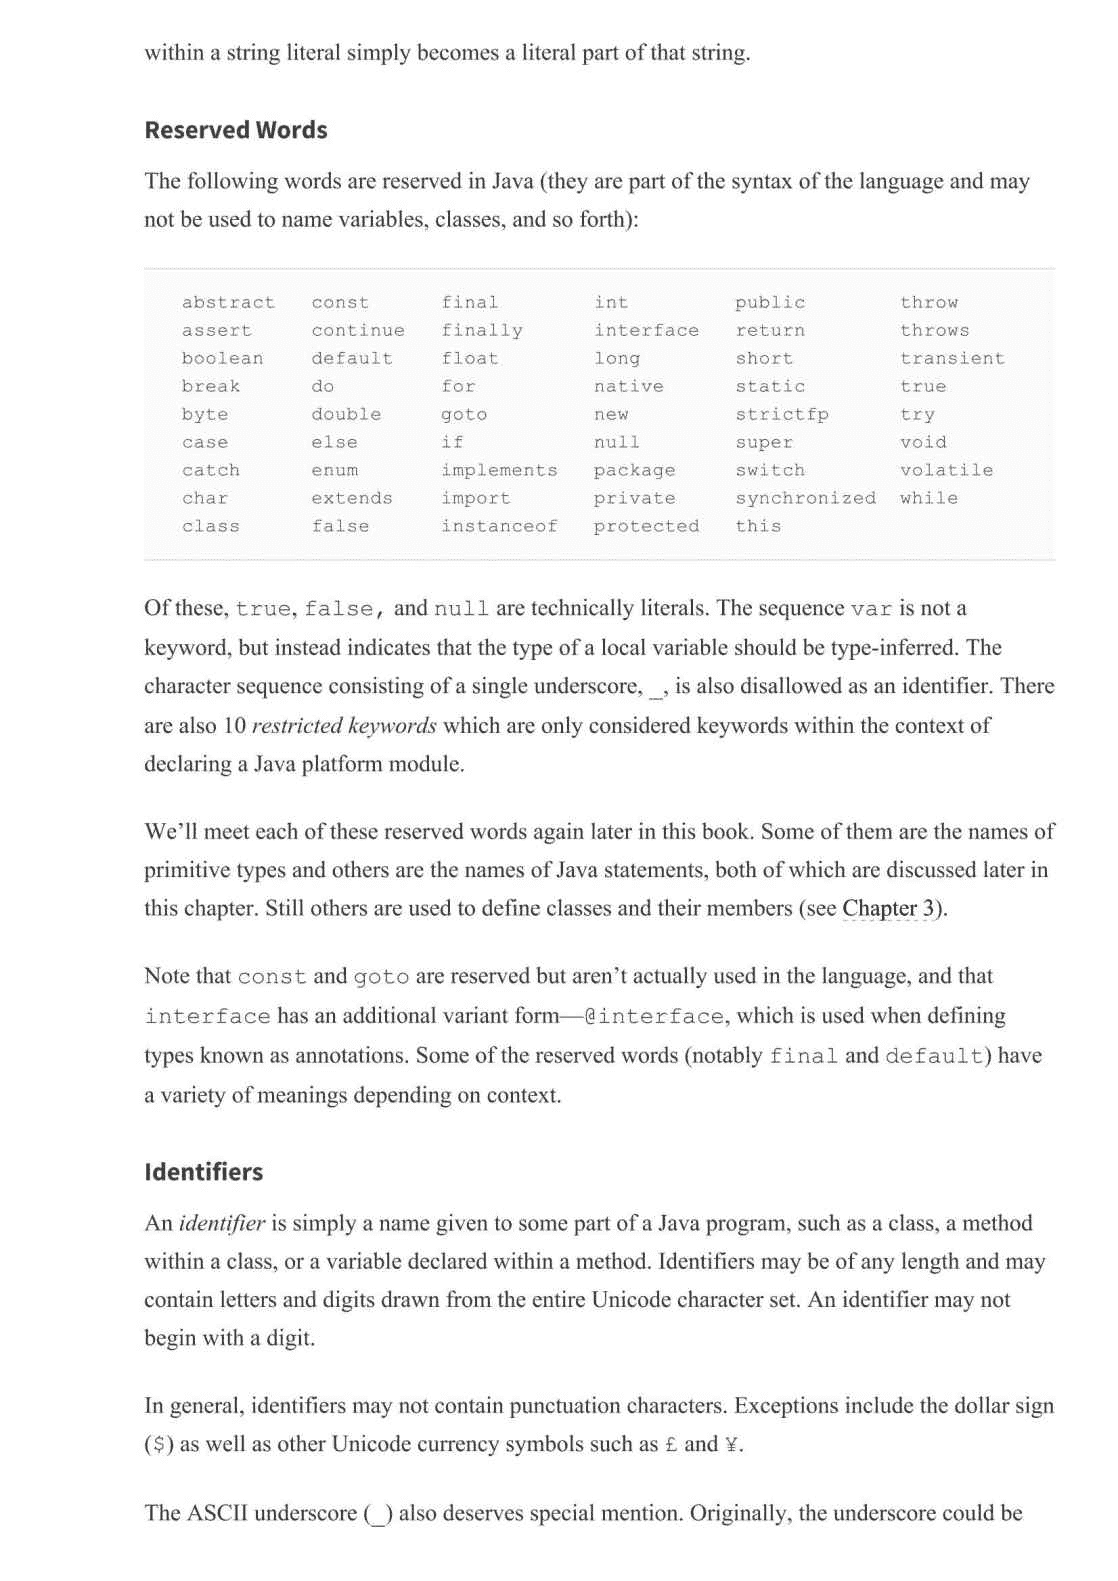 within a string literal simply becomes a literal part of that string.
Reserved Words
The following words are reserved in Java (they are part of the syntax of the language and may
not be used to name variables, classes, and so forth):
abstract const final int public throw
assert continue finally interface return throws
boolean default float long short transient
break do for native static true
byte double goto new strictfp try
case else if null super void
catch enum implements package switch volatile
char extends import private synchronized while
class false instanceof protected this
Of these, true, false, and null are technically literals. The sequence var is not a
keyword, but instead indicates that the type of a local variable should be type-inferred. The
character sequence consisting of a single underscore, _, is also disallowed as an identifier. There
are also 10 restricted keywords which are only considered keywords within the context of
declaring a Java platform module.
We’ll meet each of these reserved words again later in this book. Some of them are the names of
primitive types and others are the names of Java statements, both of which are discussed later in
this chapter. Still others are used to define classes and their members (see Chapter 3).
Note that const and goto are reserved but aren’t actually used in the language, and that
interface has an additional variant form—@interface, which is used when defining
types known as annotations. Some of the reserved words (notably final and default) have
a variety of meanings depending on context.
Identifiers
An identifier is simply a name given to some part of a Java program, such as a class, a method
within a class, or a variable declared within a method. Identifiers may be of any length and may
contain letters and digits drawn from the entire Unicode character set. An identifier may not
begin with a digit.
In general, identifiers may not contain punctuation characters. Exceptions include the dollar sign
($) as well as other Unicode currency symbols such as £ and ¥.
The ASCII underscore (_) also deserves special mention. Originally, the underscore could be